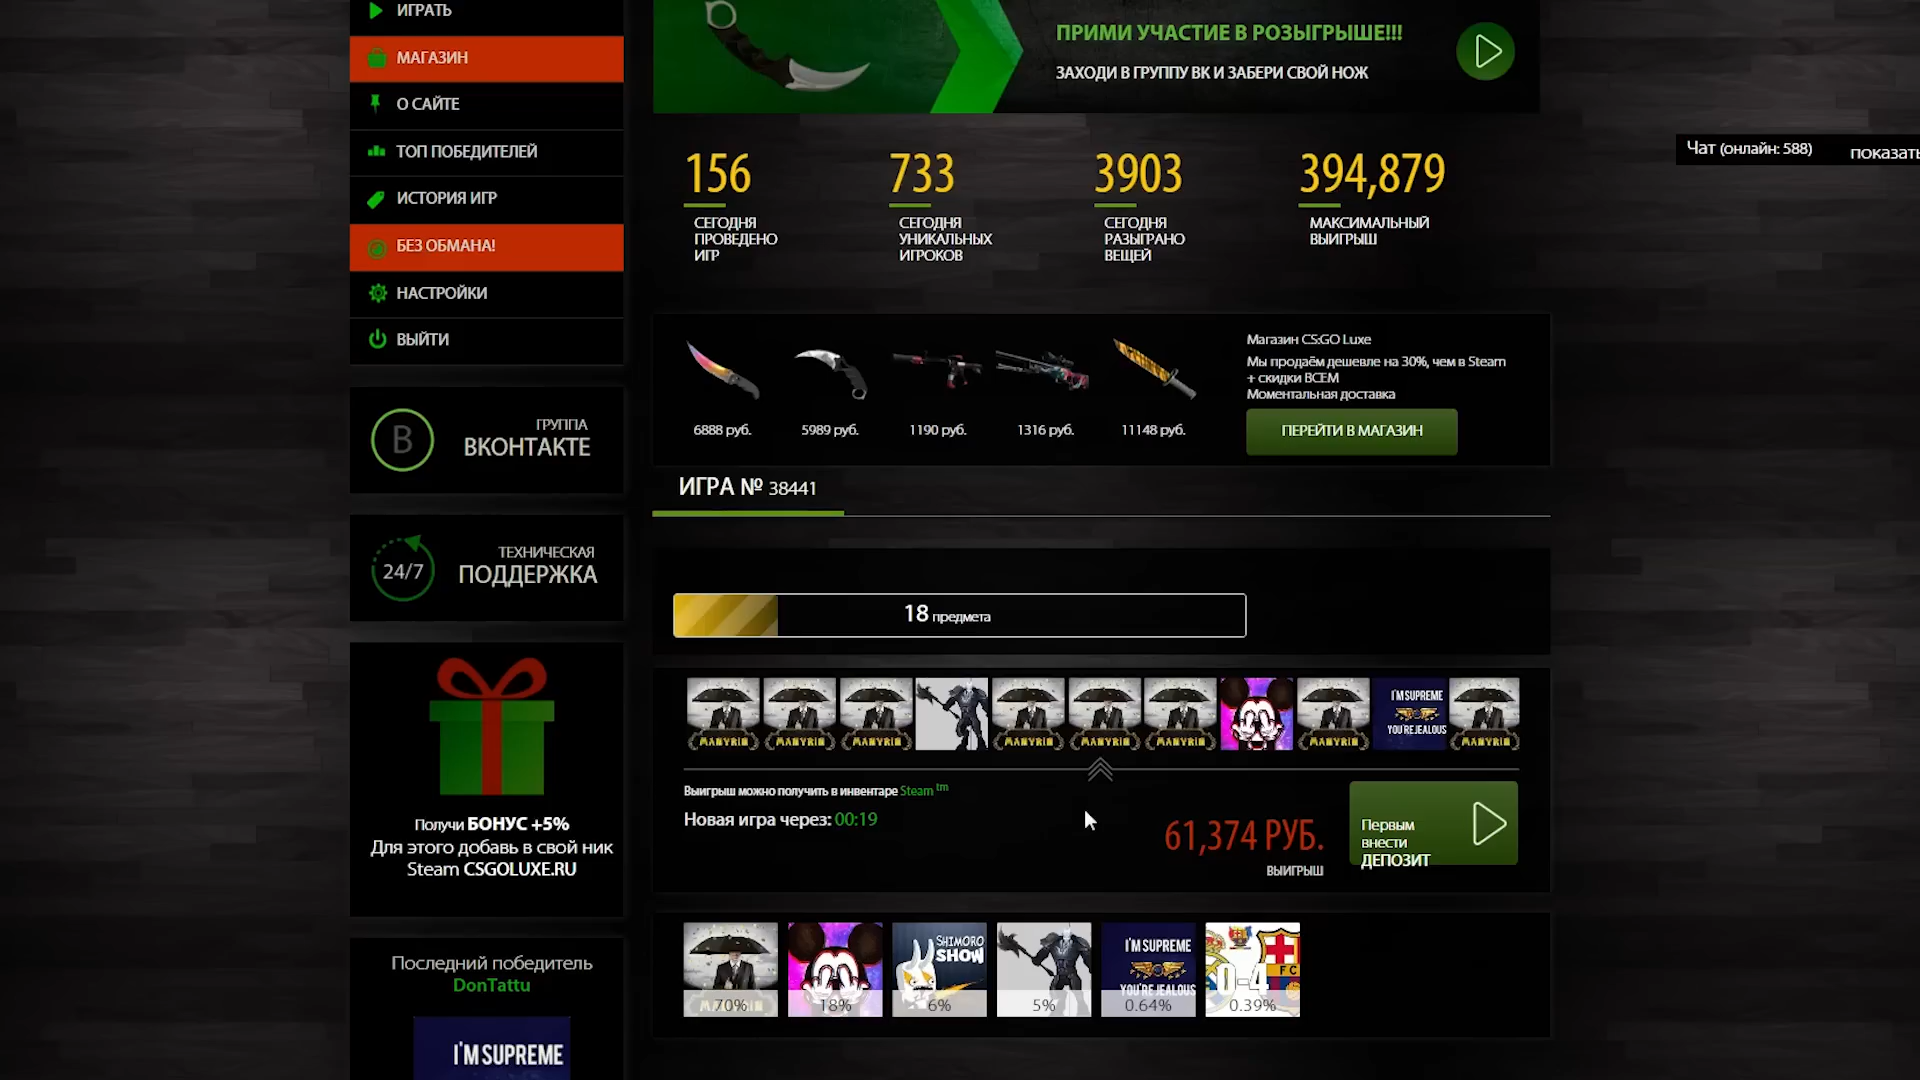 ИГРАТЬ
МАГАЗИН
О САЙТЕ
ТОП ПОБЕДИТЕЛЕЙ
ИСТОРИЯ ИГР
БЕЗ ОБМАНА!
НАСТРОЙКИ
ВЫЙТИ
ГРУППА
ВКОНТАКТЕ
B
ТЕХНИЧЕСКАЯ
ПОДДЕРЖКА
24/7
Получи БОНУС +5%
Для этого добавь в свой ник
Steam CSGOLUXE.RU
Последний победитель
DonTattu
I'M SUPREME
ПРИМИ УЧАСТИЕ В РОЗЫГРЫШЕ!!!
ЗАХОДИ В ГРУППУ ВК И ЗАБЕРИ СВОЙ НОЖ
156
СЕГОДНЯ
ПРОВЕДЕНО
ИГР
733
СЕГОДНЯ
УНИКАЛЬНЫХ
ИГРОКОВ
3903
СЕГОДНЯ
РАЗЫГРАНО
ВЕЩЕЙ
394,879
МАКСИМАЛЬНЫЙ
ВЫИГРЫШ
Чат (онлайн: 588)
показать
6888 руб.
5989 руб.
1190 руб.
1316 руб.
11148 руб.
Магазин CS:GO Luxe
Мы продаём дешевле на 30%, чем в Steam
+ скидки ВСЕМ
Моментальная доставка
ПЕРЕЙТИ В МАГАЗИН
ИГРА № 38441
18 предмета
I'M SUPREME
YOU'RE JEALOUS
Выигрыш можно получить в инвентаре Steam tm
Новая игра через: 00:19
61,374 РУБ.
ВЫИГРЫШ
Первым
внести
ДЕПОЗИТ
70%
18%
SHIMORO
SHOW
6%
5%
I'M SUPREME
YOU'RE JEALOUS
0.64%
FC
0-4
0.39%